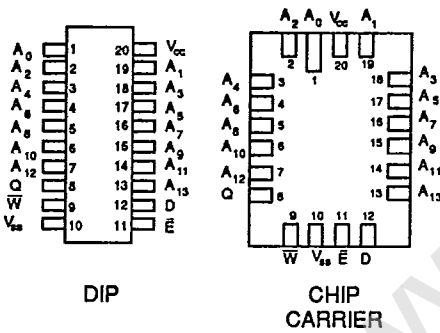 A₀ 1 20 V꜀꜀
A₂ 2 19 A₁
A₄ 3 18 A₃
A₆ 4 17 A₅
A₈ 5 16 A₇
A₁₀ 6 15 A₉
A₁₂ 7 14 A₁₁
Q 8 13 A₁₃
W̅ 9 12 D
Vₛₛ 10 11 E̅
DIP
A₂ A₀ V꜀꜀ A₁
2 1 20 19
A₄ 3 18 A₃
A₆ 4 17 A₅
A₈ 5 16 A₇
A₁₀ 6 15 A₉
A₁₂ 7 14 A₁₁
Q 8 13 A₁₃
9 10 11 12
W̅ Vₛₛ E̅ D
CHIP
CARRIER